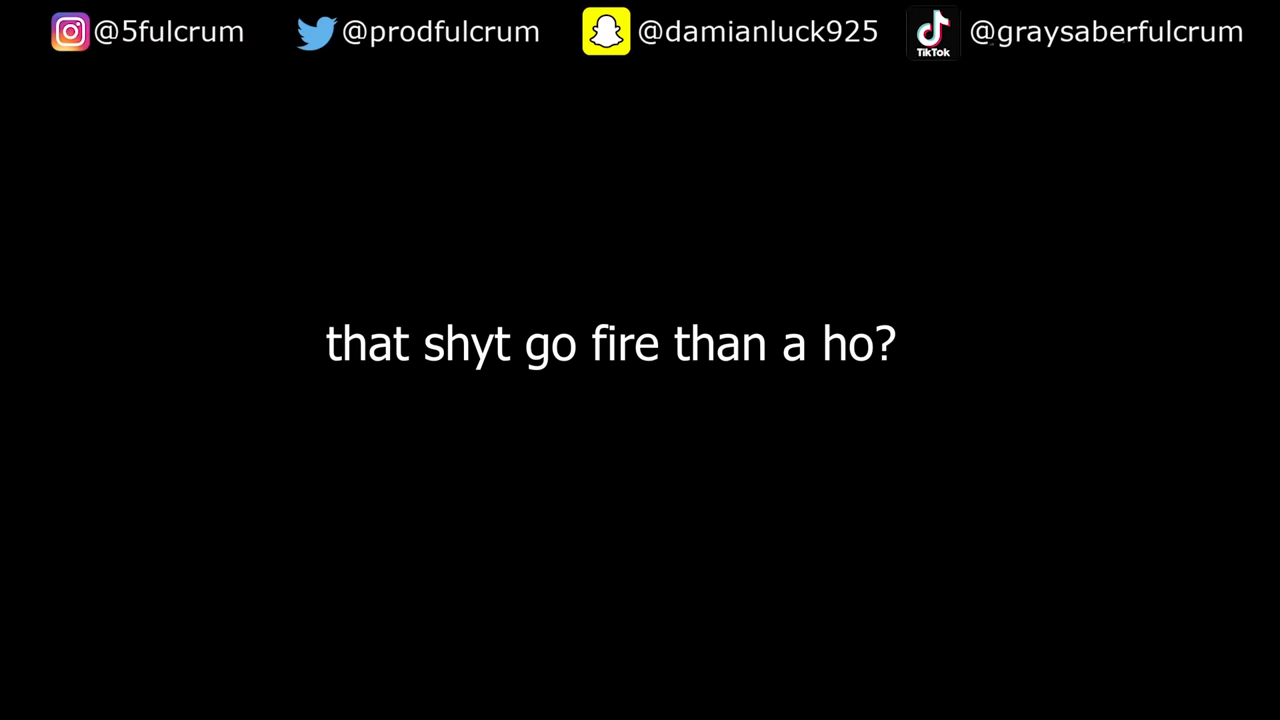 @5fulcrum @prodfulcrum @damianluck925 TikTok @graysaberfulcrum
that shyt go fire than a ho?